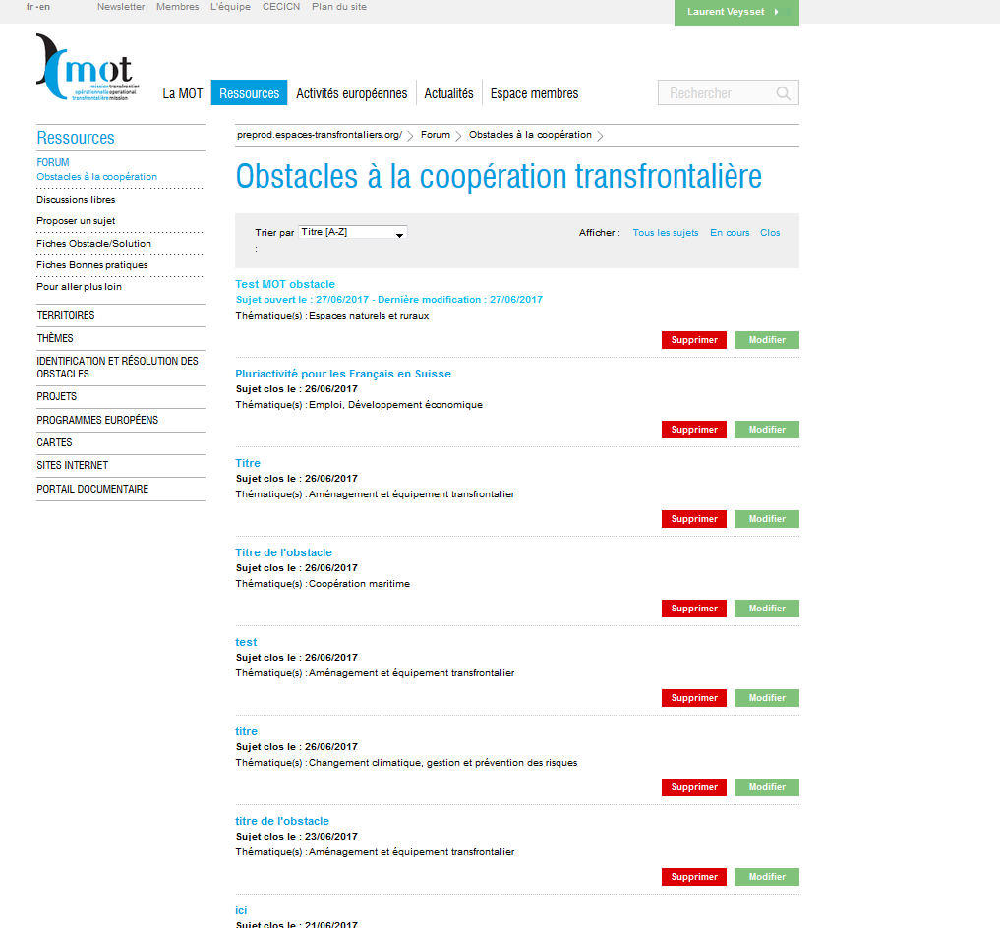 fr -en
Newsletter Membres L'équipe CECICN Plan du site
Laurent Veysset
mot
mission transfrontier
opérationnelle operational
transfrontalière mission
La MOT Ressources Activités européennes Actualités Espace membres
Rechercher
Ressources
FORUM
Obstacles à la coopération
Discussions libres
Proposer un sujet
Fiches Obstacle/Solution
Fiches Bonnes pratiques
Pour aller plus loin
TERRITOIRES
THÈMES
IDENTIFICATION ET RÉSOLUTION DES
OBSTACLES
PROJETS
PROGRAMMES EUROPÉENS
CARTES
SITES INTERNET
PORTAIL DOCUMENTAIRE
preprod.espaces-transfrontaliers.org/ Forum Obstacles à la coopération
Obstacles à la coopération transfrontalière
Trier par Titre [A-Z]
:
Afficher : Tous les sujets En cours Clos
Test MOT obstacle
Sujet ouvert le : 27/06/2017 - Dernière modification : 27/06/2017
Thématique(s) : Espaces naturels et ruraux
Supprimer Modifier
Pluriactivité pour les Français en Suisse
Sujet clos le : 26/06/2017
Thématique(s) : Emploi, Développement économique
Supprimer Modifier
Titre
Sujet clos le : 26/06/2017
Thématique(s) : Aménagement et équipement transfrontalier
Supprimer Modifier
Titre de l'obstacle
Sujet clos le : 26/06/2017
Thématique(s) : Coopération maritime
Supprimer Modifier
test
Sujet clos le : 26/06/2017
Thématique(s) : Aménagement et équipement transfrontalier
Supprimer Modifier
titre
Sujet clos le : 26/06/2017
Thématique(s) : Changement climatique, gestion et prévention des risques
Supprimer Modifier
titre de l'obstacle
Sujet clos le : 23/06/2017
Thématique(s) : Aménagement et équipement transfrontalier
Supprimer Modifier
ici
Sujet clos le : 21/06/2017